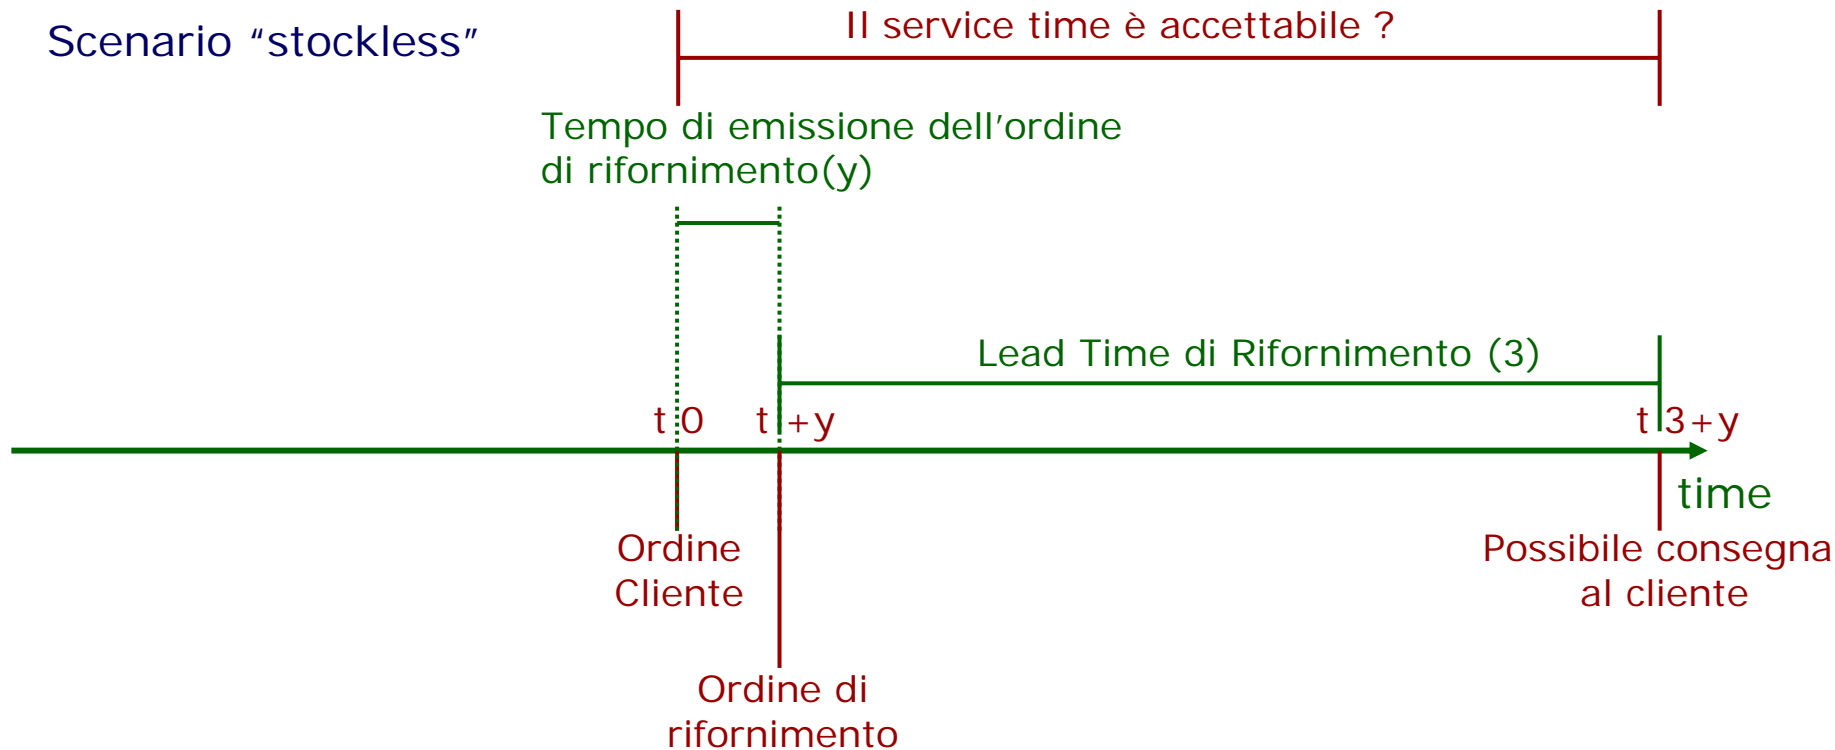 Scenario “stockless”
Il service time è accettabile ?
Tempo di emissione dell’ordine
di rifornimento(y)
Lead Time di Rifornimento (3)
t 0
t +y
t 3+y
time
Ordine
Cliente
Possibile consegna
al cliente
Ordine di
rifornimento